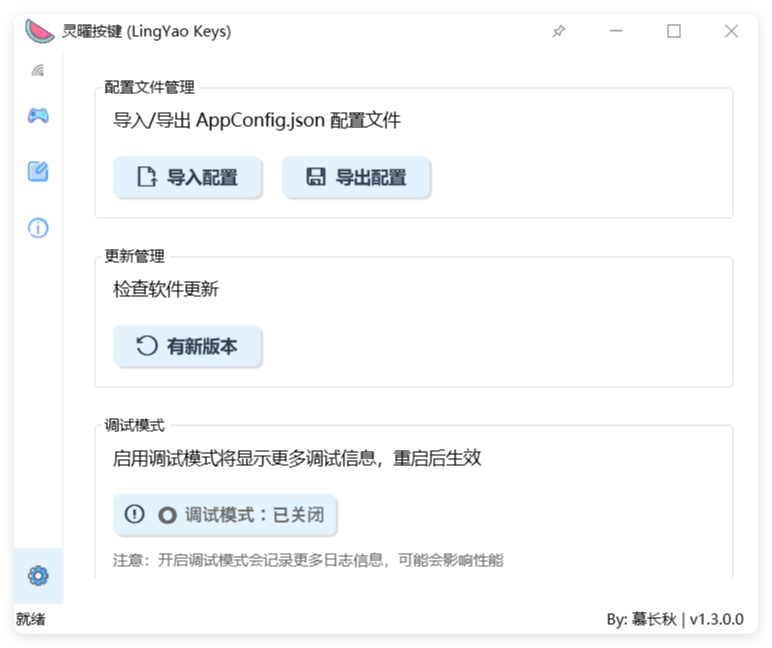 灵曜按键 (LingYao Keys)
配置文件管理
导入/导出 AppConfig.json 配置文件
导入配置
导出配置
更新管理
检查软件更新
有新版本
调试模式
启用调试模式将显示更多调试信息，重启后生效
调试模式：已关闭
注意：开启调试模式会记录更多日志信息，可能会影响性能
就绪
By: 慕长秋 | v1.3.0.0